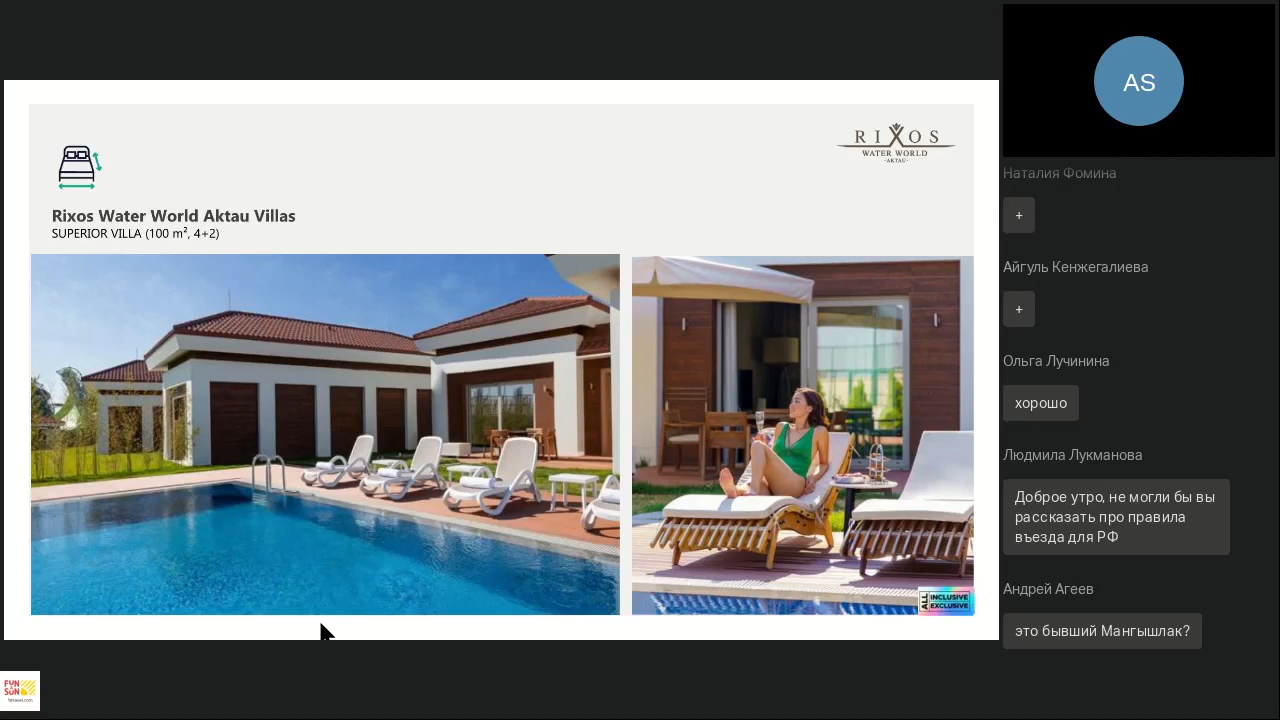 RIXOS
WATER WORLD
·AKTAU·
Rixos Water World Aktau Villas
SUPERIOR VILLA (100 m², 4+2)
ALL INCLUSIVE
EXCLUSIVE
FUN
SUN
fstravel.com
AS
Наталия Фомина
+
Айгуль Кенжегалиева
+
Ольга Лучинина
хорошо
Людмила Лукманова
Доброе утро, не могли бы вы
рассказать про правила
въезда для РФ
Андрей Агеев
это бывший Мангышлак?